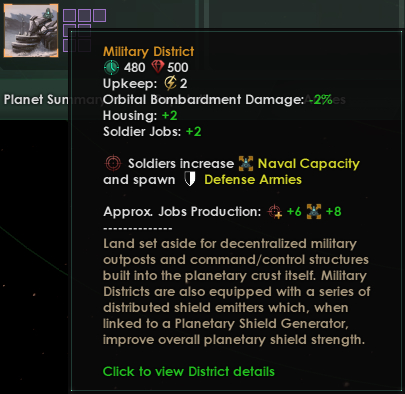 Military District
480 500
Upkeep: 2
Planet Summary
Orbital Bombardment Damage: -2%
Housing: +2
Soldier Jobs: +2
Soldiers increase Naval Capacity
and spawn Defense Armies
Approx. Jobs Production: +6 +8
--------------
Land set aside for decentralized military
outposts and command/control structures
built into the planetary crust itself. Military
Districts are also equipped with a series of
distributed shield emitters which, when
linked to a Planetary Shield Generator,
improve overall planetary shield strength.
Click to view District details